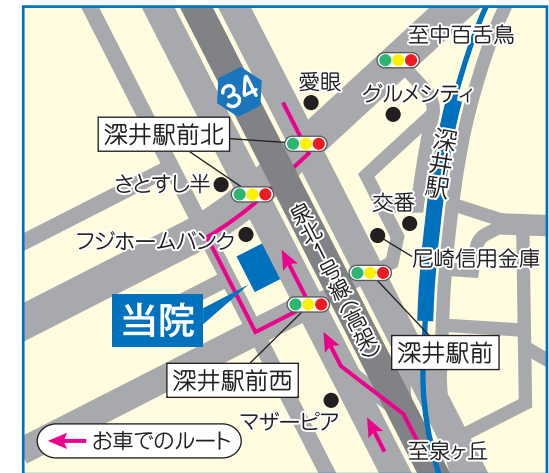 至中百舌鳥
34
愛眼
グルメシティ
深井駅前北
深井駅
さとすし半
交番
フジホームバンク
泉北1号線(高架)
尼崎信用金庫
当院
深井駅前
深井駅前西
マザーピア
お車でのルート
至泉ヶ丘